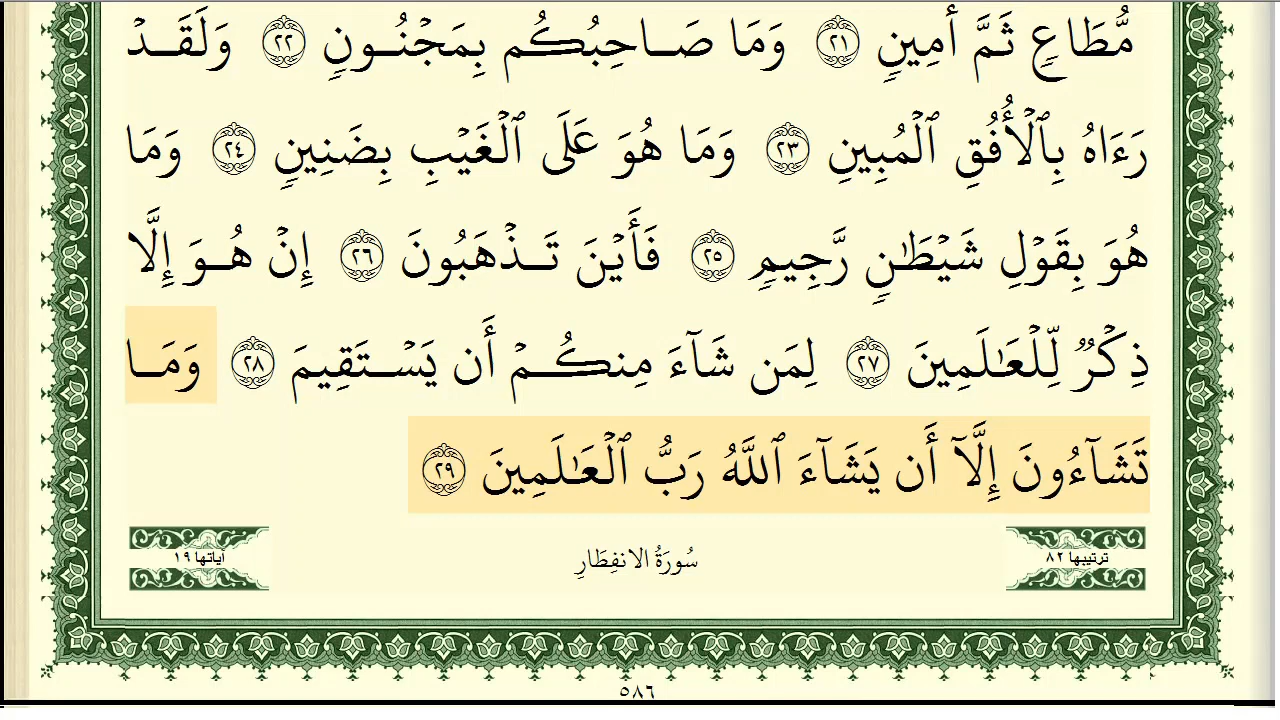 مُّطَاعٍ ثَمَّ أَمِينٍ ٢١ وَمَا صَاحِبُكُم بِمَجۡنُونٍ ٢٢ وَلَقَدۡ
رَءَاهُ بِٱلۡأُفُقِ ٱلۡمُبِينِ ٢٣ وَمَا هُوَ عَلَى ٱلۡغَيۡبِ بِضَنِينٍ ٢٤ وَمَا
هُوَ بِقَوۡلِ شَيۡطَٰنٍ رَّجِيمٍ ٢٥ فَأَيۡنَ تَذۡهَبُونَ ٢٦ إِنۡ هُوَ إِلَّا
ذِكۡرٌ لِّلۡعَٰلَمِينَ ٢٧ لِمَن شَآءَ مِنكُمۡ أَن يَسۡتَقِيمَ ٢٨ وَمَا
تَشَآءُونَ إِلَّآ أَن يَشَآءَ ٱللَّهُ رَبُّ ٱلۡعَٰلَمِينَ ٢٩
ترتيبها ٨٢ سُورَةُ الانفِطَارِ آياتها ١٩
٥٨٦